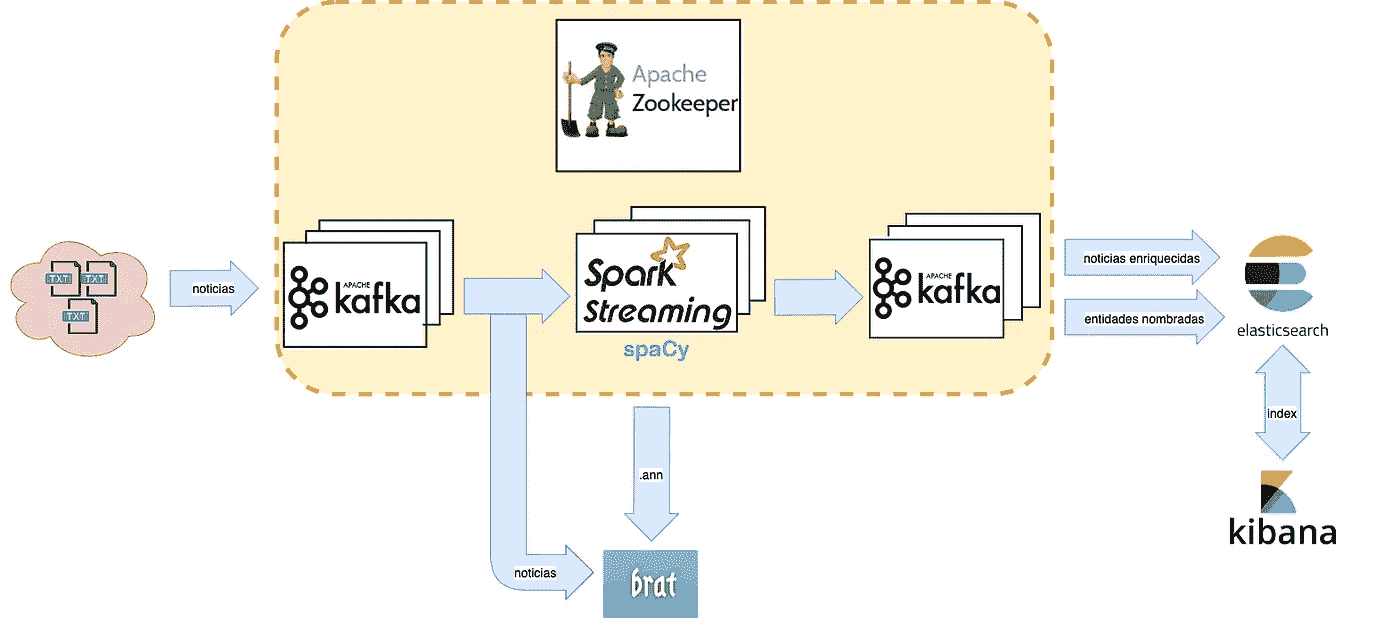 Apache
Zookeeper
TXT
TXT
TXT
noticias
APACHE
kafka
Spark
Streaming
spaCy
APACHE
kafka
noticias enriquecidas
entidades nombradas
elasticsearch
index
kibana
.ann
noticias
brat